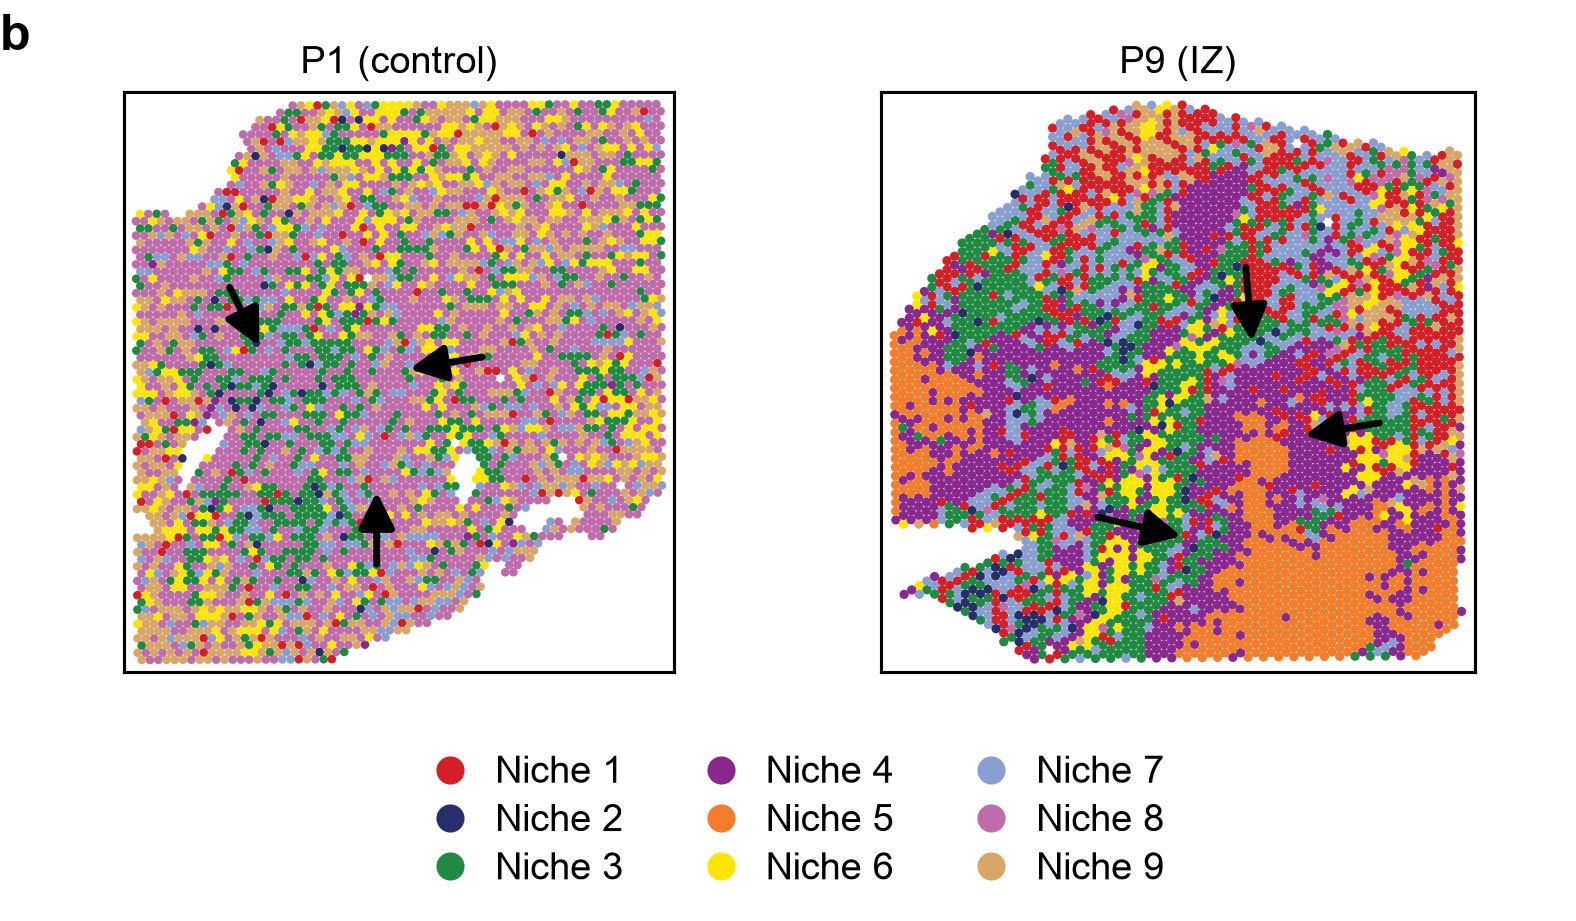 b
P1 (control)
P9 (IZ)
Niche 1
Niche 4
Niche 7
Niche 2
Niche 5
Niche 8
Niche 3
Niche 6
Niche 9